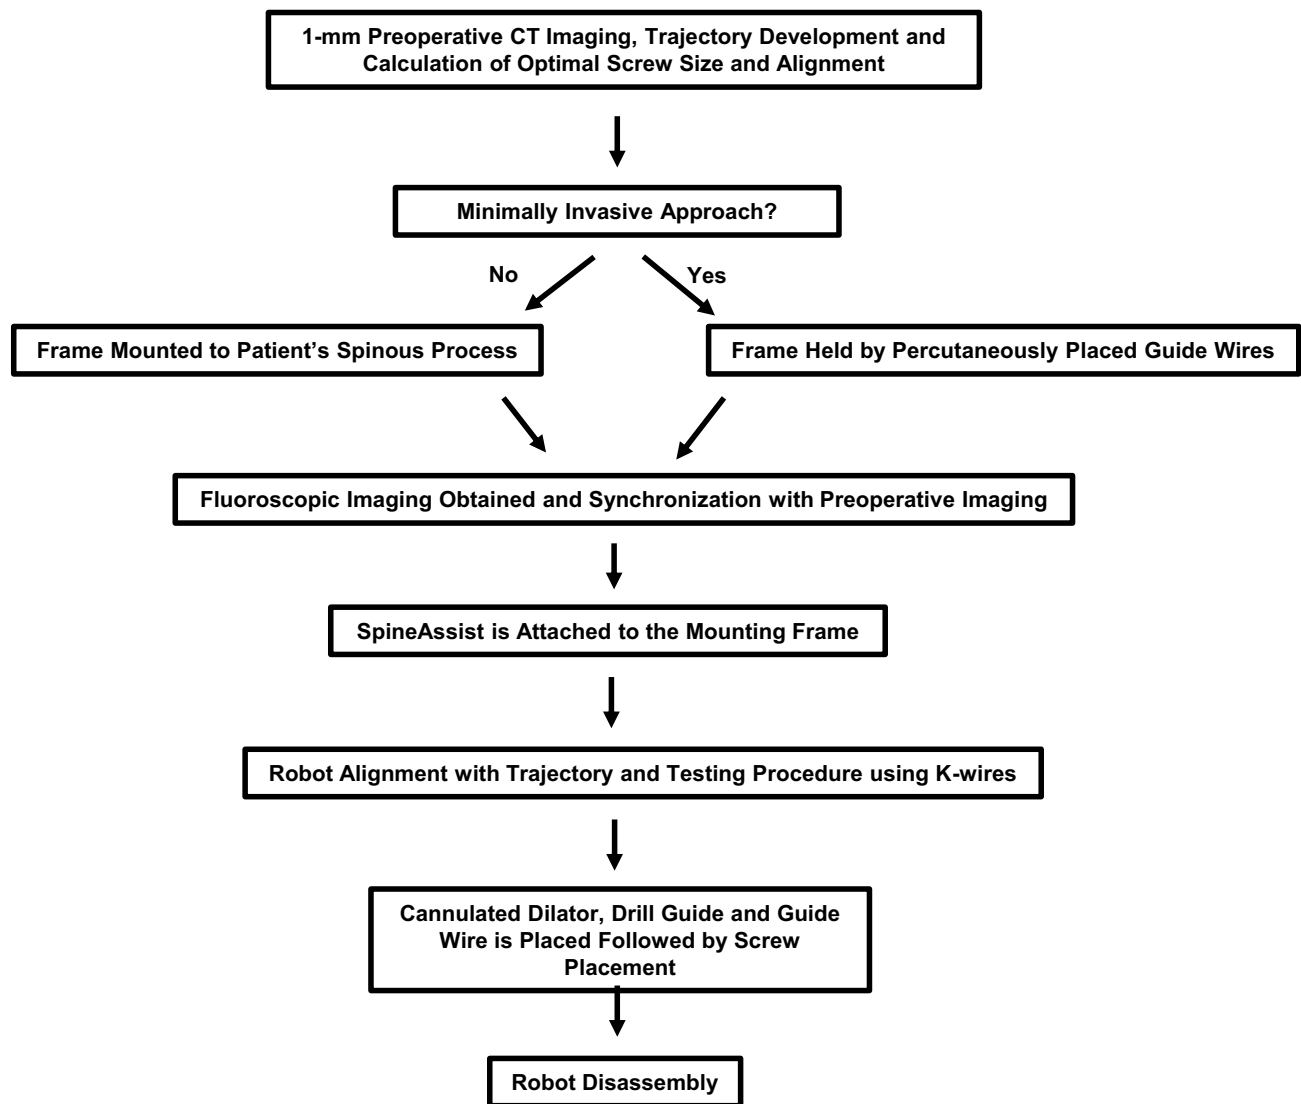 1-mm Preoperative CT Imaging, Trajectory Development and
Calculation of Optimal Screw Size and Alignment
Minimally Invasive Approach?
No
Yes
Frame Mounted to Patient's Spinous Process
Frame Held by Percutaneously Placed Guide Wires
Fluoroscopic Imaging Obtained and Synchronization with Preoperative Imaging
SpineAssist is Attached to the Mounting Frame
Robot Alignment with Trajectory and Testing Procedure using K-wires
Cannulated Dilator, Drill Guide and Guide
Wire is Placed Followed by Screw
Placement
Robot Disassembly